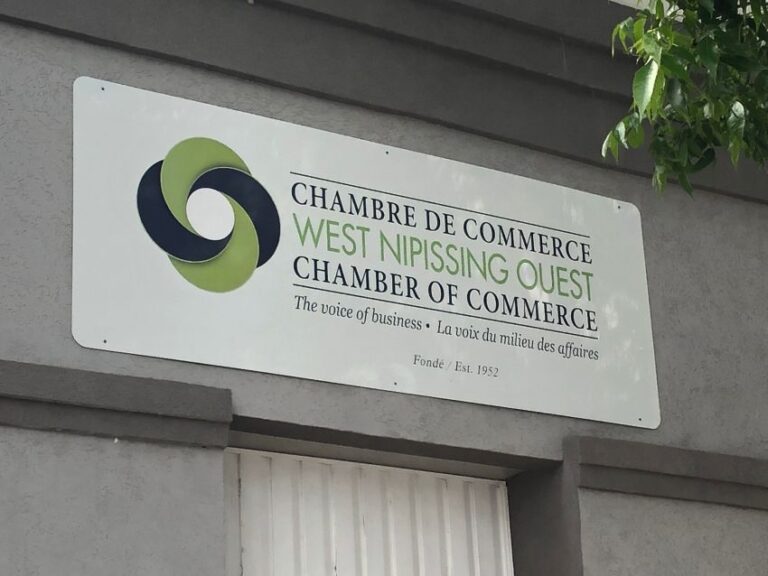 CHAMBRE DE COMMERCE
WEST NIPISSING OUEST
CHAMBER OF COMMERCE
The voice of business • La voix du milieu des affaires
Fondé / Est. 1952